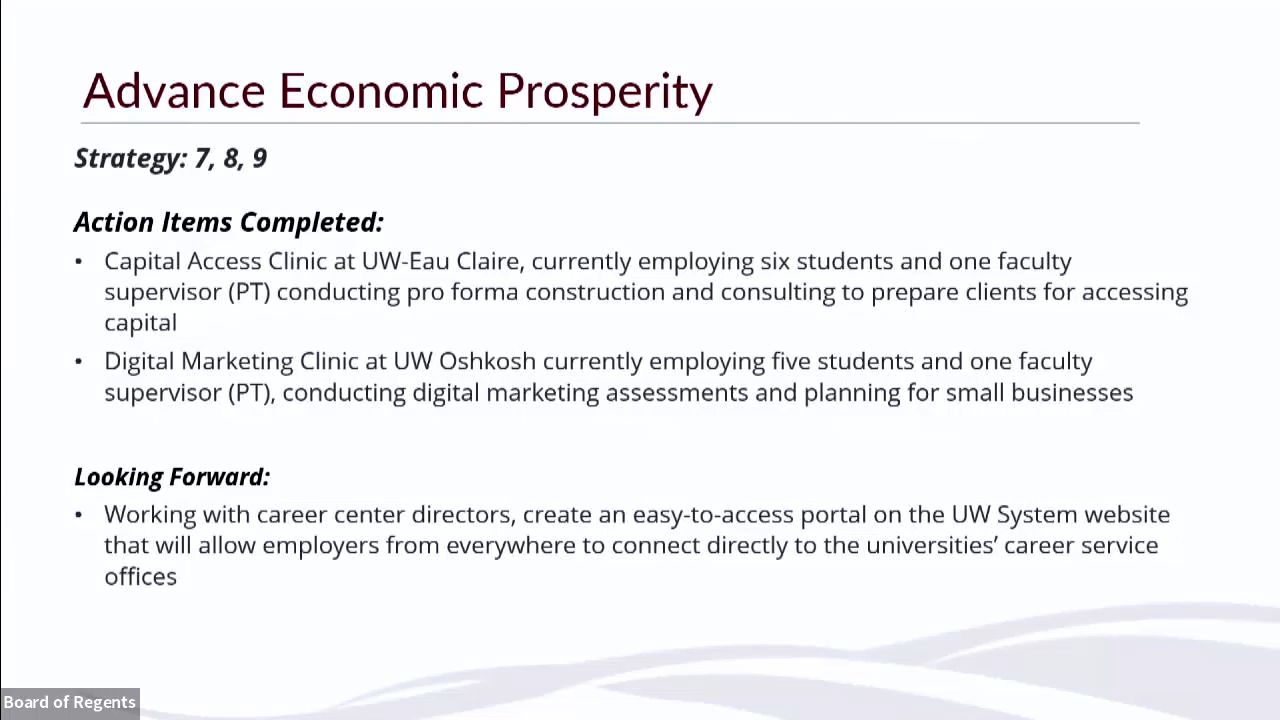 Advance Economic Prosperity
Strategy: 7, 8, 9
Action Items Completed:
• Capital Access Clinic at UW-Eau Claire, currently employing six students and one faculty
supervisor (PT) conducting pro forma construction and consulting to prepare clients for accessing
capital
• Digital Marketing Clinic at UW Oshkosh currently employing five students and one faculty
supervisor (PT), conducting digital marketing assessments and planning for small businesses
Looking Forward:
• Working with career center directors, create an easy-to-access portal on the UW System website
that will allow employers from everywhere to connect directly to the universities’ career service
offices
Board of Regents